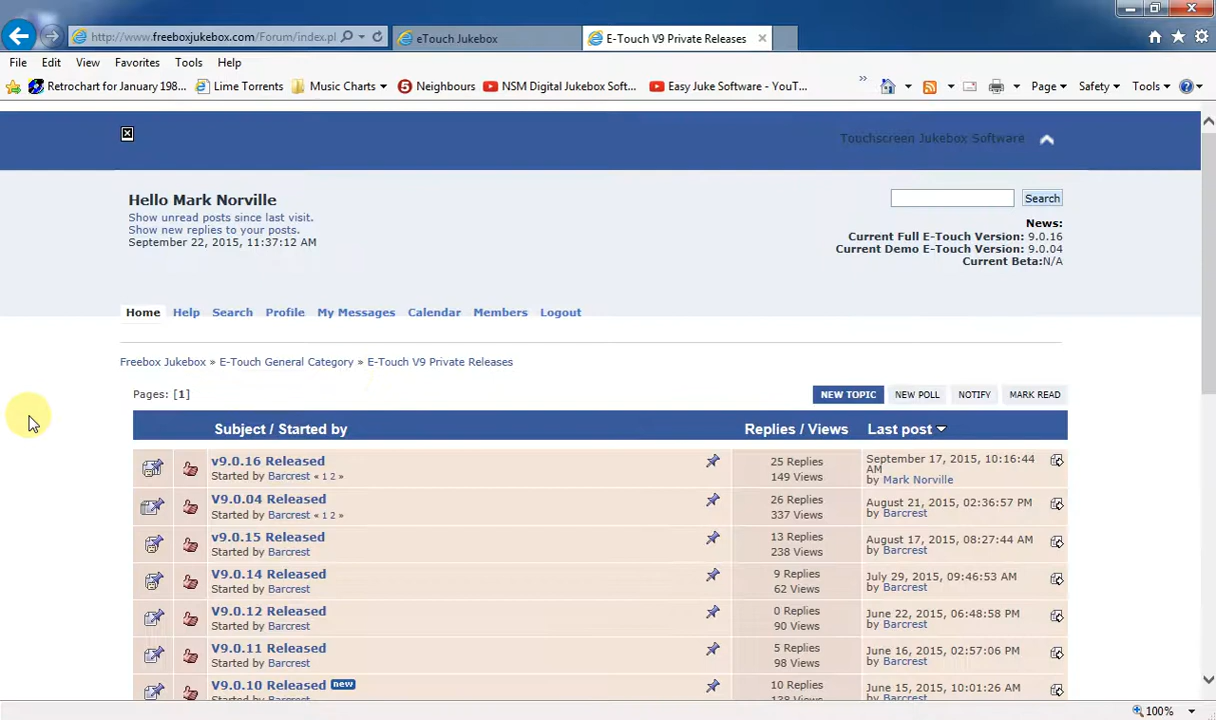 http://www.freeboxjukebox.com/Forum/index.pl
eTouch Jukebox
E-Touch V9 Private Releases
File Edit View Favorites Tools Help
Retrochart for January 198...
Lime Torrents
Music Charts
Neighbours
NSM Digital Jukebox Soft...
Easy Juke Software - YouT...
»
Page
Safety
Tools
Touchscreen Jukebox Software
Hello Mark Norville
Show unread posts since last visit.
Show new replies to your posts.
September 22, 2015, 11:37:12 AM
Search
News:
Current Full E-Touch Version: 9.0.16
Current Demo E-Touch Version: 9.0.04
Current Beta:N/A
Home Help Search Profile My Messages Calendar Members Logout
Freebox Jukebox » E-Touch General Category » E-Touch V9 Private Releases
Pages: [1]
NEW TOPIC NEW POLL NOTIFY MARK READ
Subject / Started by Replies / Views Last post
v9.0.16 Released
Started by Barcrest « 1 2 »
25 Replies
149 Views
September 17, 2015, 10:16:44
AM
by Mark Norville
V9.0.04 Released
Started by Barcrest « 1 2 »
26 Replies
337 Views
August 21, 2015, 02:36:57 PM
by Barcrest
v9.0.15 Released
Started by Barcrest
13 Replies
238 Views
August 17, 2015, 08:27:44 AM
by Barcrest
V9.0.14 Released
Started by Barcrest
9 Replies
62 Views
July 29, 2015, 09:46:53 AM
by Barcrest
V9.0.12 Released
Started by Barcrest
0 Replies
90 Views
June 22, 2015, 06:48:58 PM
by Barcrest
V9.0.11 Released
Started by Barcrest
5 Replies
98 Views
June 16, 2015, 02:57:06 PM
by Barcrest
V9.0.10 Released new
Started by Barcrest
10 Replies
138 Views
June 15, 2015, 10:01:26 AM
by Barcrest
100%